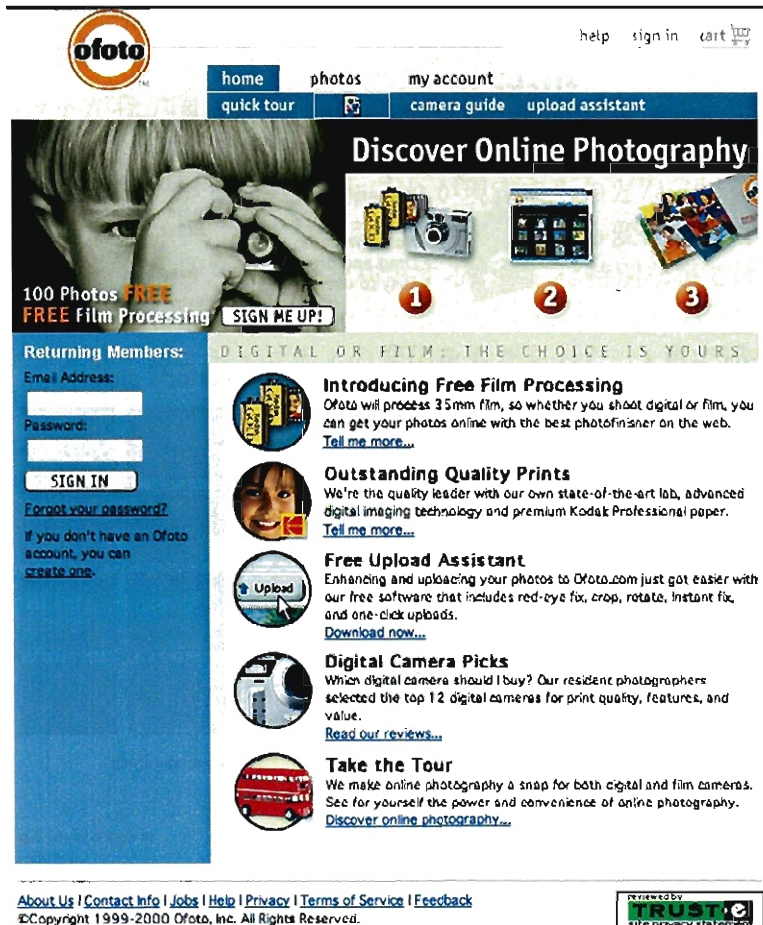 ofoto
TM
help sign in cart
home photos my account
quick tour camera guide upload assistant
Discover Online Photography
1 2 3
100 Photos FREE
FREE Film Processing SIGN ME UP!
Returning Members:
Email Address:
Password:
SIGN IN
Forgot your password?
If you don't have an Ofoto
account, you can
create one.
DIGITAL OR FILM: THE CHOICE IS YOURS
Introducing Free Film Processing
Ofoto will process 35mm film, so whether you shoot digital or film, you
can get your photos online with the best photofinisher on the web.
Tell me more...
Outstanding Quality Prints
We're the quality leader with our own state-of-the-art lab, advanced
digital imaging technology and premium Kodak Professional paper.
Tell me more...
Upload
Free Upload Assistant
Enhancing and uploading your photos to Ofoto.com just got easier with
our free software that includes red-eye fix, crop, rotate, instant fix,
and one-click uploads.
Download now...
Digital Camera Picks
Which digital camera should I buy? Our resident photographers
selected the top 12 digital cameras for print quality, features, and
value.
Read our reviews...
Take the Tour
We make online photography a snap for both digital and film cameras.
See for yourself the power and convenience of online photography.
Discover online photography...
About Us | Contact Info | Jobs | Help | Privacy | Terms of Service | Feedback
©Copyright 1999-2000 Ofoto, Inc. All Rights Reserved.
reviewed by
TRUSTe
site privacy statement